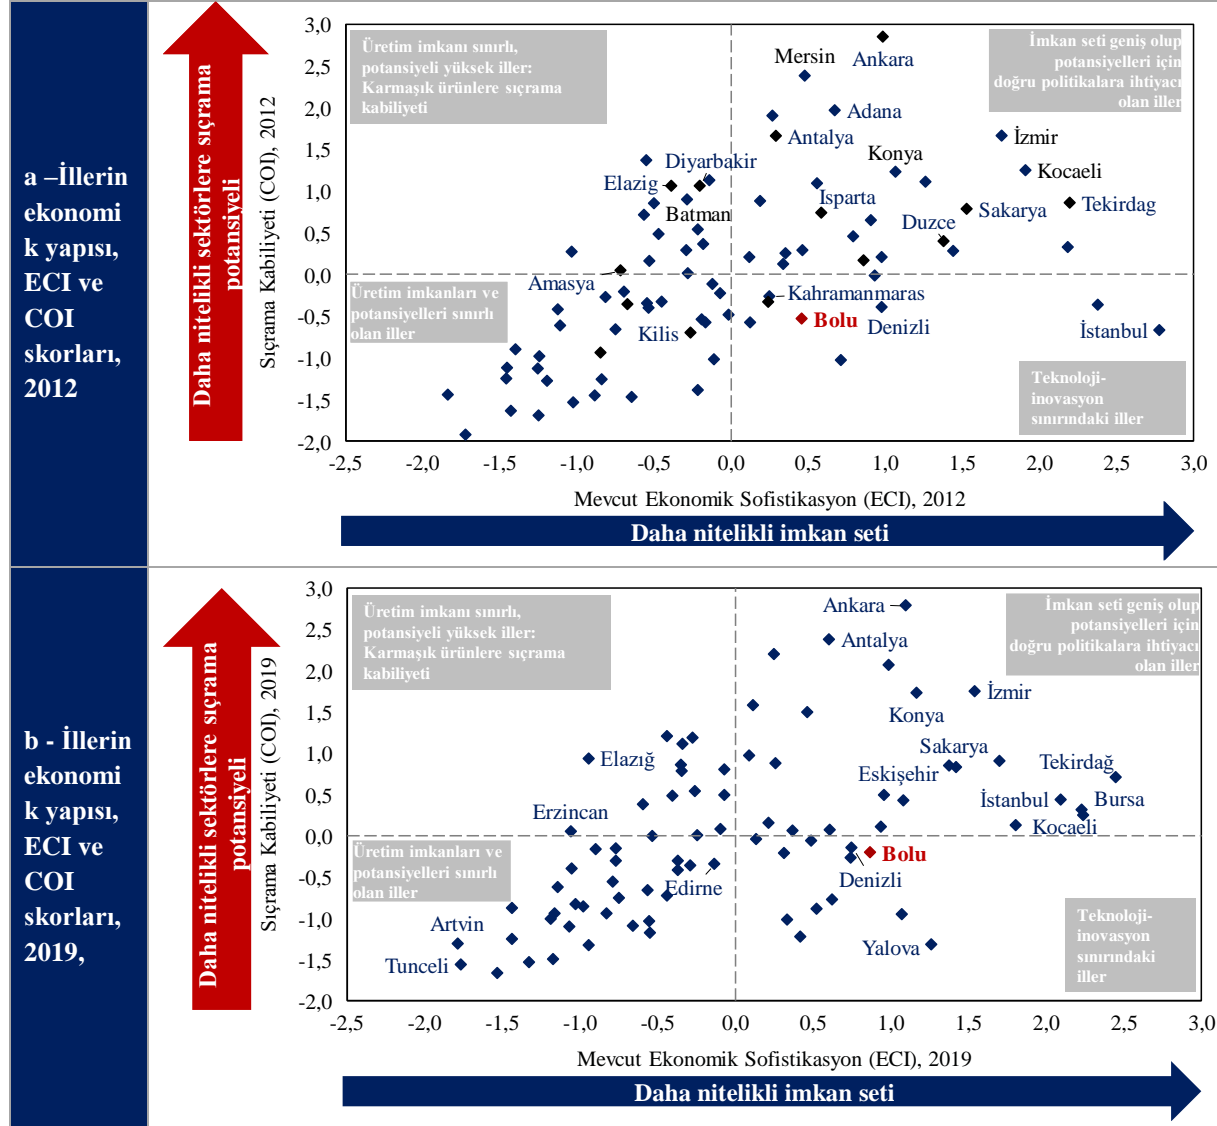 a –İllerin
ekonomi
k yapısı,
ECI ve
COI
skorları,
2012
Daha nitelikli sektörlere sıçrama
potansiyeli
Sıçrama Kabiliyeti (COI), 2012
3,0
2,5
2,0
1,5
1,0
0,5
0,0
-0,5
-1,0
-1,5
-2,0
Üretim imkanı sınırlı,
potansiyeli yüksek iller:
Karmaşık ürünlere sıçrama
kabiliyeti
İmkan seti geniş olup
potansiyelleri için
doğru politikalara ihtiyacı
olan iller
Mersin
Ankara
Adana
Antalya
İzmir
Konya
Diyarbakir
Kocaeli
Elazig
Isparta
Batman
Sakarya
Tekirdag
Duzce
Amasya
Üretim imkanları ve
potansiyelleri sınırlı
olan iller
Kahramanmaras
Bolu
Denizli
Kilis
İstanbul
Teknoloji-
inovasyon
sınırındaki iller
-2,5
-2,0
-1,5
-1,0
-0,5
0,0
0,5
1,0
1,5
2,0
2,5
3,0
Mevcut Ekonomik Sofistikasyon (ECI), 2012
Daha nitelikli imkan seti
b - İllerin
ekonomi
k yapısı,
ECI ve
COI
skorları,
2019,
Daha nitelikli sektörlere sıçrama
potansiyeli
Sıçrama Kabiliyeti (COI), 2019
3,0
2,5
2,0
1,5
1,0
0,5
0,0
-0,5
-1,0
-1,5
-2,0
Üretim imkanı sınırlı,
potansiyeli yüksek iller:
Karmaşık ürünlere sıçrama
kabiliyeti
İmkan seti geniş olup
potansiyelleri için
doğru politikalara ihtiyacı
olan iller
Ankara
Antalya
İzmir
Konya
Sakarya
Elazığ
Eskişehir
Tekirdağ
İstanbul
Bursa
Erzincan
Kocaeli
Üretim imkanları ve
potansiyelleri sınırlı
olan iller
Bolu
Edirne
Denizli
Artvin
Yalova
Tunceli
Teknoloji-
inovasyon
sınırındaki
iller
-2,5
-2,0
-1,5
-1,0
-0,5
0,0
0,5
1,0
1,5
2,0
2,5
3,0
Mevcut Ekonomik Sofistikasyon (ECI), 2019
Daha nitelikli imkan seti